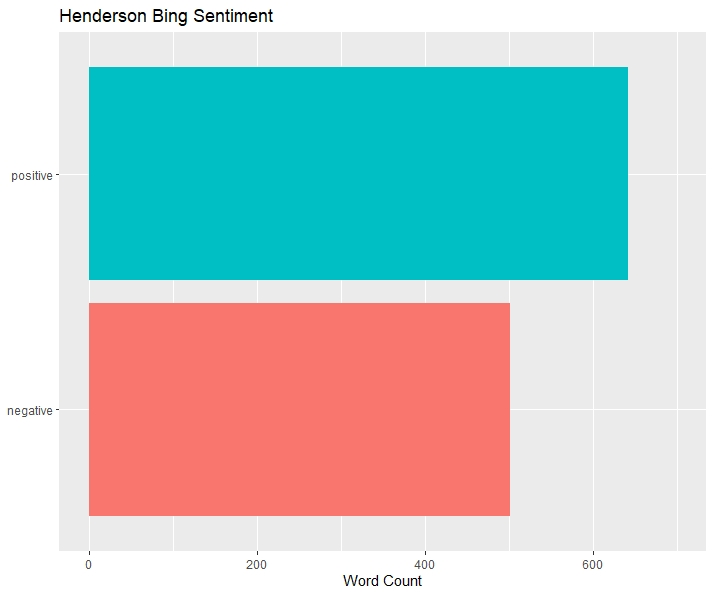 Henderson Bing Sentiment
positive
negative
0 200 400 600
Word Count